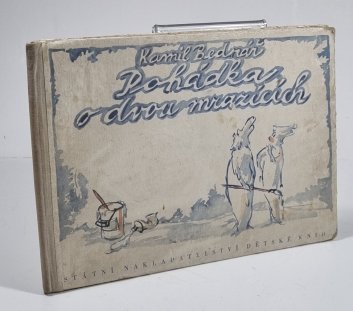 Kamil Bednář
Pohádka
o dvou mrazících
STÁTNÍ NAKLADATELSTVÍ DĚTSKÉ KNIHY